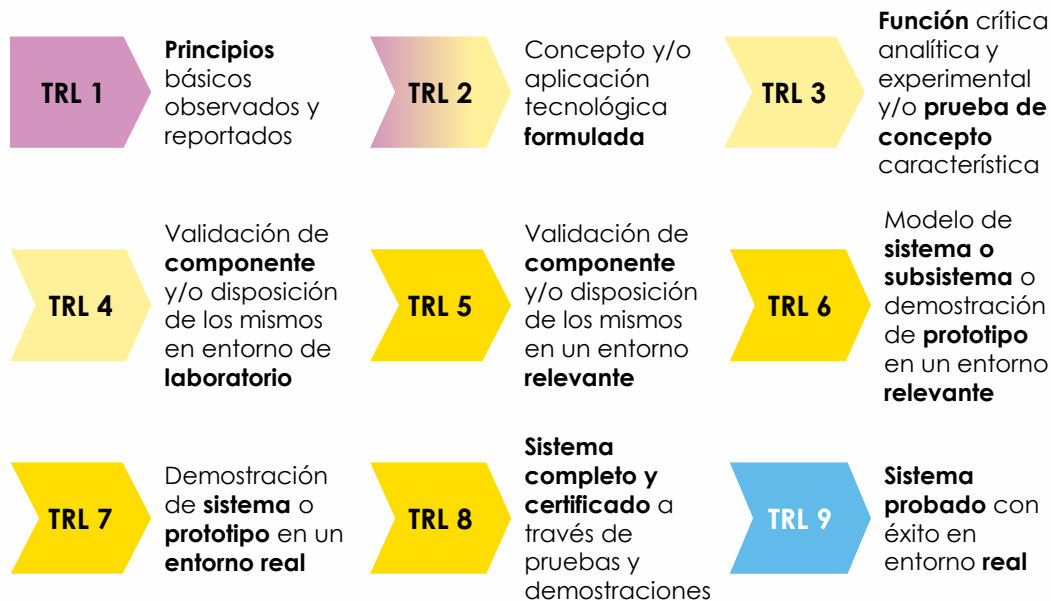 TRL 1
Principios
básicos
observados y
reportados
TRL 2
Concepto y/o
aplicación
tecnológica
formulada
TRL 3
Función crítica
analítica y
experimental
y/o prueba de
concepto
característica
TRL 4
Validación de
componente
y/o disposición
de los mismos
en entorno de
laboratorio
TRL 5
Validación de
componente
y/o disposición
de los mismos
en un entorno
relevante
TRL 6
Modelo de
sistema o
subsistema o
demostración
de prototipo
en un entorno
relevante
TRL 7
Demostración
de sistema o
prototipo en un
entorno real
TRL 8
Sistema
completo y
certificado a
través de
pruebas y
demostraciones
TRL 9
Sistema
probado con
éxito en
entorno real